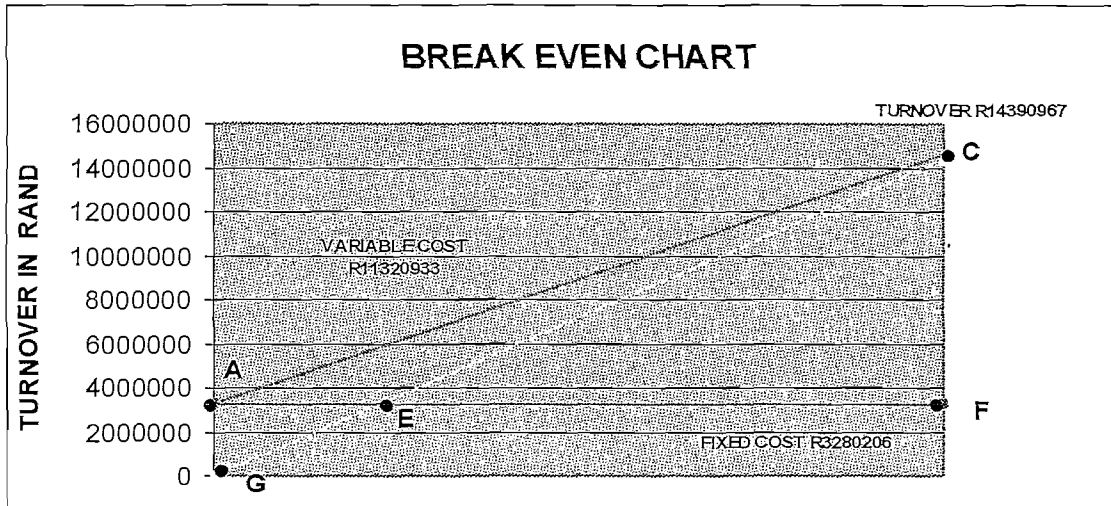 BREAK EVEN CHART
TURNOVER R14390967
TURNOVER IN RAND
16000000
14000000
12000000
10000000
8000000
6000000
4000000
2000000
0
C
VARIABLE COST
R11320933
A
E
F
FIXED COST R3280206
G